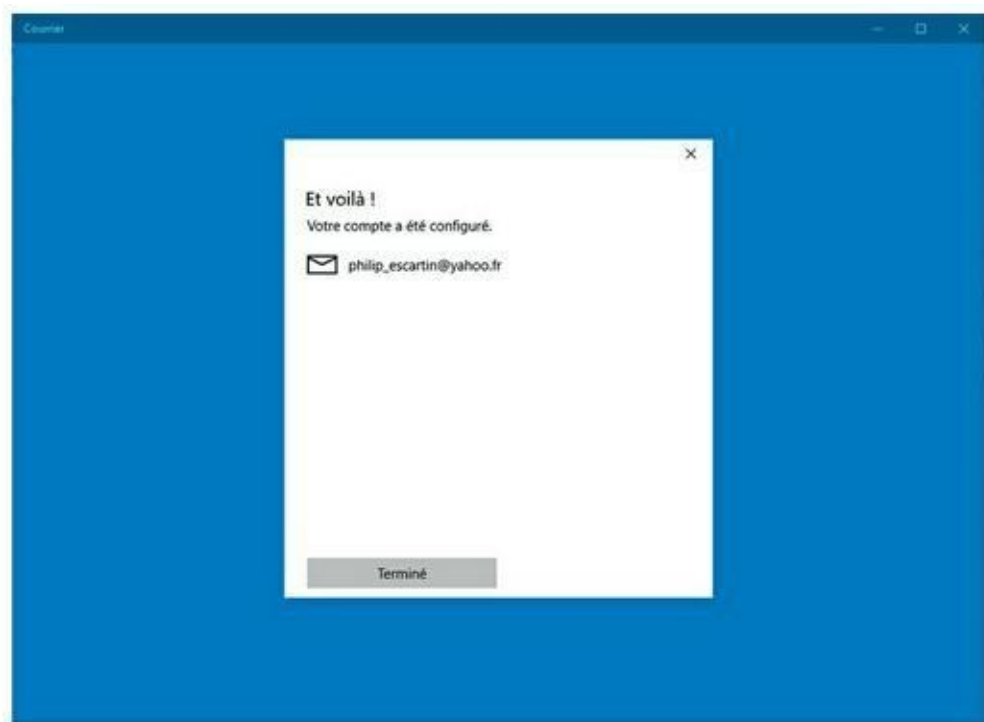 Courrier
Et voilà !
Votre compte a été configuré.
philip_escartin@yahoo.fr
Terminé